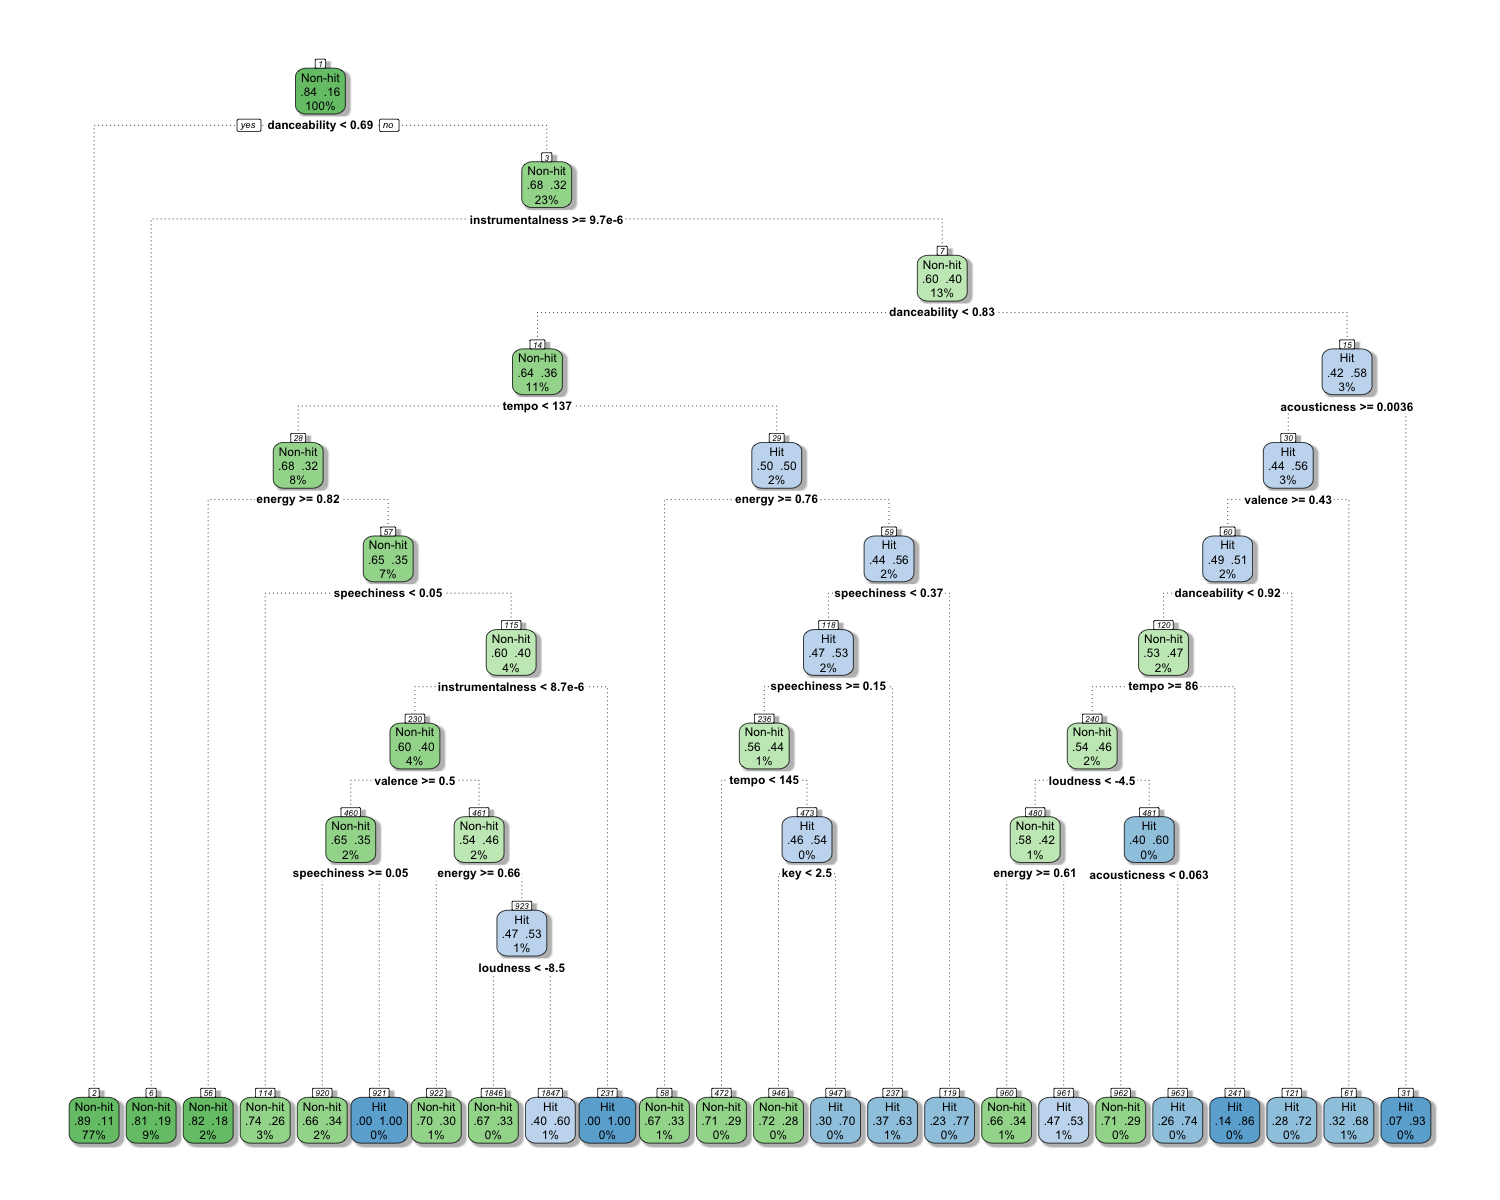 1
Non-hit
.84 .16
100%
yes danceability < 0.69 no
3
Non-hit
.68 .32
23%
instrumentalness >= 9.7e-6
7
Non-hit
.60 .40
13%
danceability < 0.83
14
Non-hit
.64 .36
11%
tempo < 137
15
Hit
.42 .58
3%
acousticness >= 0.0036
28
Non-hit
.68 .32
8%
energy >= 0.82
29
Hit
.50 .50
2%
energy >= 0.76
30
Hit
.44 .56
3%
valence >= 0.43
57
Non-hit
.65 .35
7%
speechiness < 0.05
59
Hit
.44 .56
2%
speechiness < 0.37
60
Hit
.49 .51
2%
danceability < 0.92
115
Non-hit
.60 .40
4%
instrumentalness < 8.7e-6
118
Hit
.47 .53
2%
speechiness >= 0.15
120
Non-hit
.53 .47
2%
tempo >= 86
230
Non-hit
.60 .40
4%
valence >= 0.5
236
Non-hit
.56 .44
1%
tempo < 145
240
Non-hit
.54 .46
2%
loudness < -4.5
460
Non-hit
.65 .35
2%
speechiness >= 0.05
461
Non-hit
.54 .46
2%
energy >= 0.66
473
Hit
.46 .54
0%
key < 2.5
480
Non-hit
.58 .42
1%
energy >= 0.61
481
Hit
.40 .60
0%
acousticness < 0.063
923
Hit
.47 .53
1%
loudness < -8.5
2
Non-hit
.89 .11
77%
6
Non-hit
.81 .19
9%
56
Non-hit
.82 .18
2%
114
Non-hit
.74 .26
3%
920
Non-hit
.66 .34
2%
921
Hit
.00 1.00
0%
922
Non-hit
.70 .30
1%
1846
Non-hit
.67 .33
0%
1847
Hit
.40 .60
1%
231
Hit
.00 1.00
0%
58
Non-hit
.67 .33
1%
472
Non-hit
.71 .29
0%
946
Non-hit
.72 .28
0%
947
Hit
.30 .70
0%
237
Hit
.37 .63
1%
119
Hit
.23 .77
0%
960
Non-hit
.66 .34
1%
961
Hit
.47 .53
1%
962
Non-hit
.71 .29
0%
963
Hit
.26 .74
0%
241
Hit
.14 .86
0%
121
Hit
.28 .72
0%
61
Hit
.32 .68
1%
31
Hit
.07 .93
0%